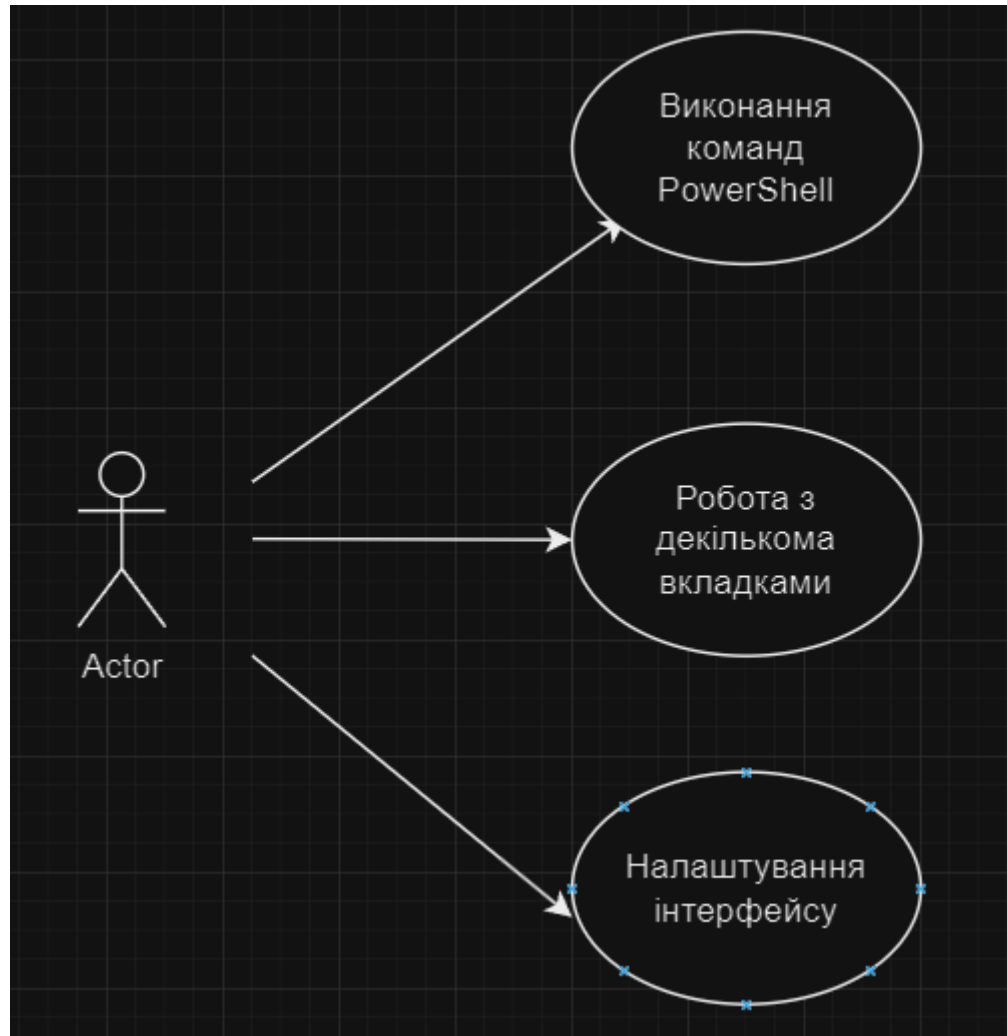 Виконання
команд
PowerShell
Робота з
декількома
вкладками
Actor
Налаштування
інтерфейсу